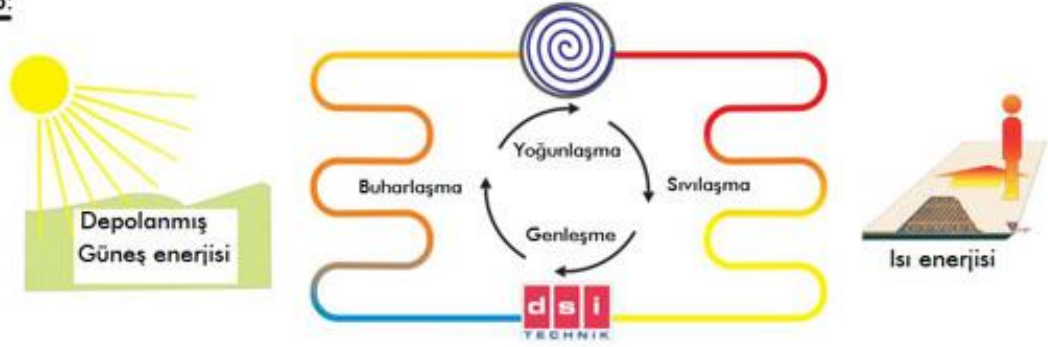 Yoğunlaşma
Buharlaşma
Sıvılaşma
Genleşme
Depolanmış
Güneş enerjisi
Isı enerjisi
dsi
TECHNIK